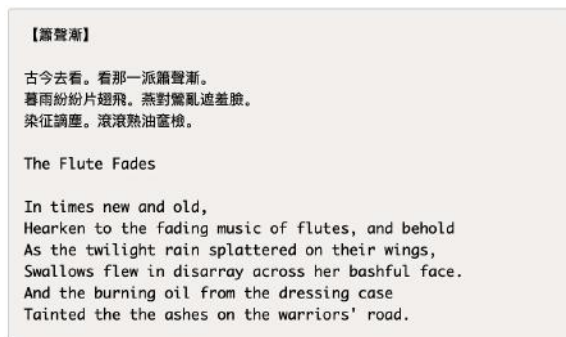 【簫聲漸】
古今去看。看那一派簫聲漸。
暮雨紛紛片翅飛。燕對鶯亂遮羞臉。
染征謫塵。滾滾熟油奩檢。
The Flute Fades
In times new and old,
Hearken to the fading music of flutes, and behold
As the twilight rain splattered on their wings,
Swallows flew in disarray across her bashful face.
And the burning oil from the dressing case
Tainted the the ashes on the warriors' road.